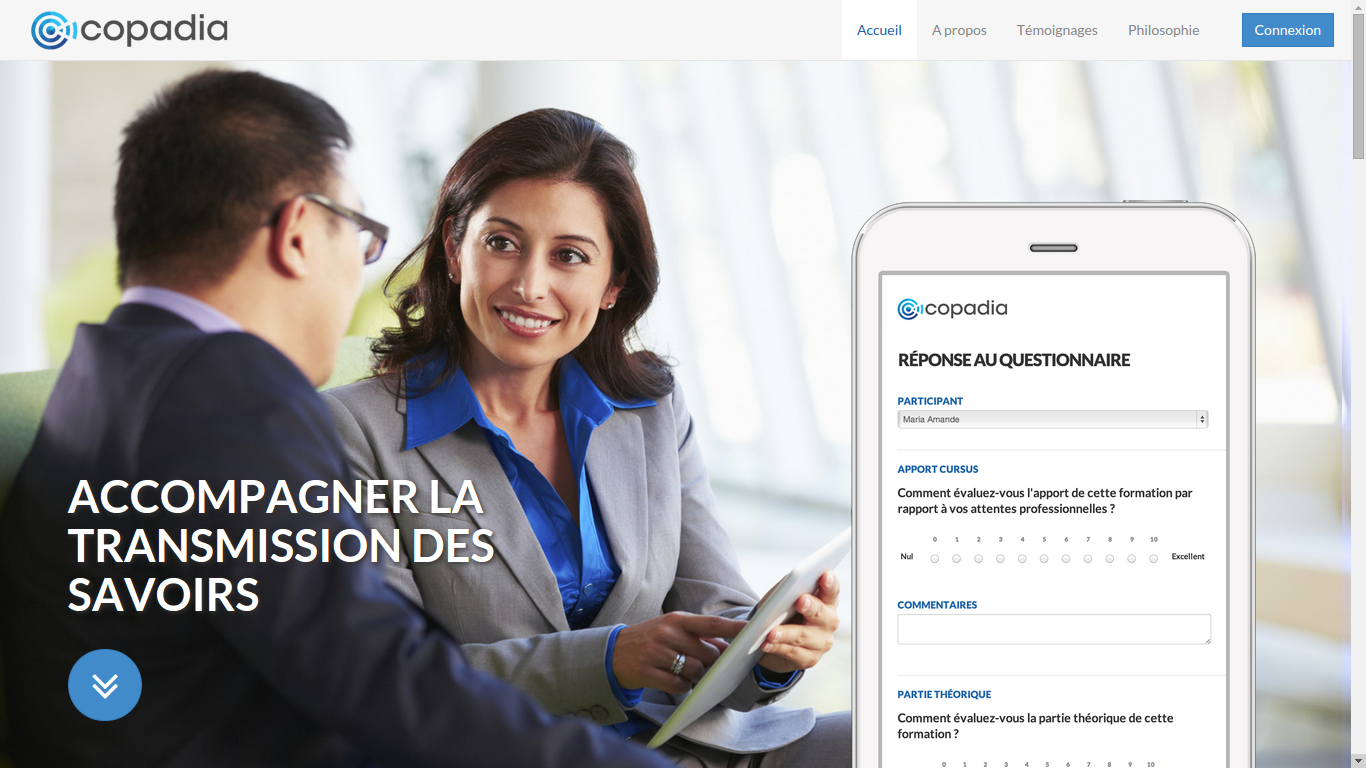 copadia
Accueil
A propos
Témoignages
Philosophie
Connexion
ACCOMPAGNER LA
TRANSMISSION DES
SAVOIRS
copadia
RÉPONSE AU QUESTIONNAIRE
PARTICIPANT
Maria Amande
APPORT CURSUS
Comment évaluez-vous l'apport de cette formation par
rapport à vos attentes professionnelles ?
0 1 2 3 4 5 6 7 8 9 10
Nul Excellent
COMMENTAIRES
PARTIE THÉORIQUE
Comment évaluez-vous la partie théorique de cette
formation ?
0 1 2 3 4 5 6 7 8 9 10